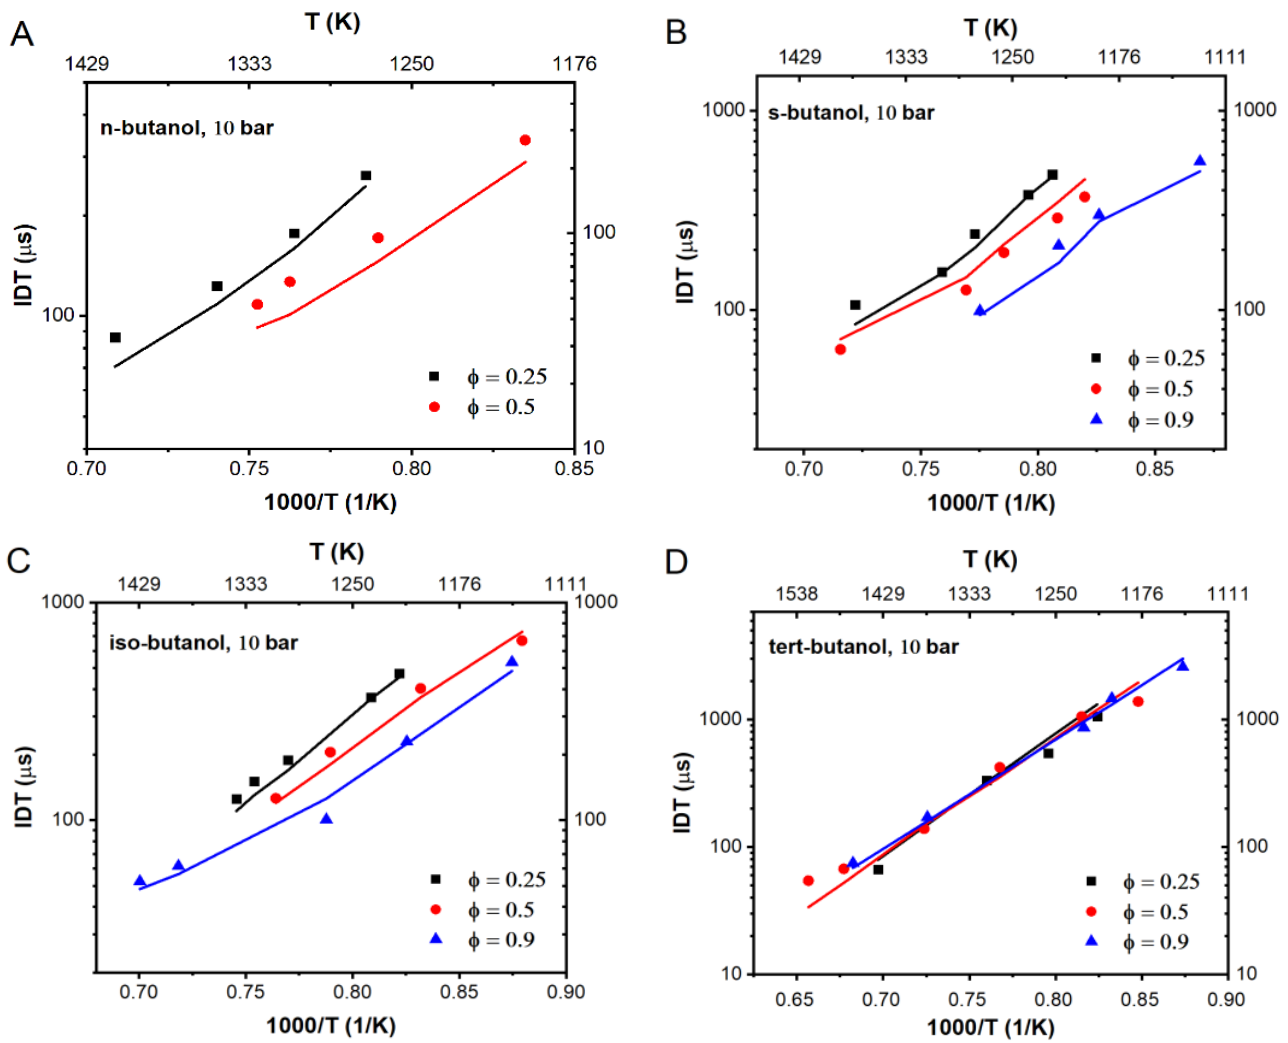 A
T (K)
1429 1333 1250 1176
n-butanol, 10 bar
IDT (µs)
100
100
10
ϕ = 0.25
ϕ = 0.5
0.70 0.75 0.80 0.85
1000/T (1/K)
B
T (K)
1429 1333 1250 1176 1111
1000 1000
s-butanol, 10 bar
IDT (µs)
100 100
ϕ = 0.25
ϕ = 0.5
ϕ = 0.9
0.70 0.75 0.80 0.85
1000/T (1/K)
C
T (K)
1429 1333 1250 1176 1111
1000 1000
iso-butanol, 10 bar
IDT (µs)
100 100
ϕ = 0.25
ϕ = 0.5
ϕ = 0.9
0.70 0.75 0.80 0.85 0.90
1000/T (1/K)
D
T (K)
1538 1429 1333 1250 1176 1111
tert-butanol, 10 bar
1000 1000
IDT (µs)
100 100
ϕ = 0.25
ϕ = 0.5
ϕ = 0.9
10 10
0.65 0.70 0.75 0.80 0.85 0.90
1000/T (1/K)